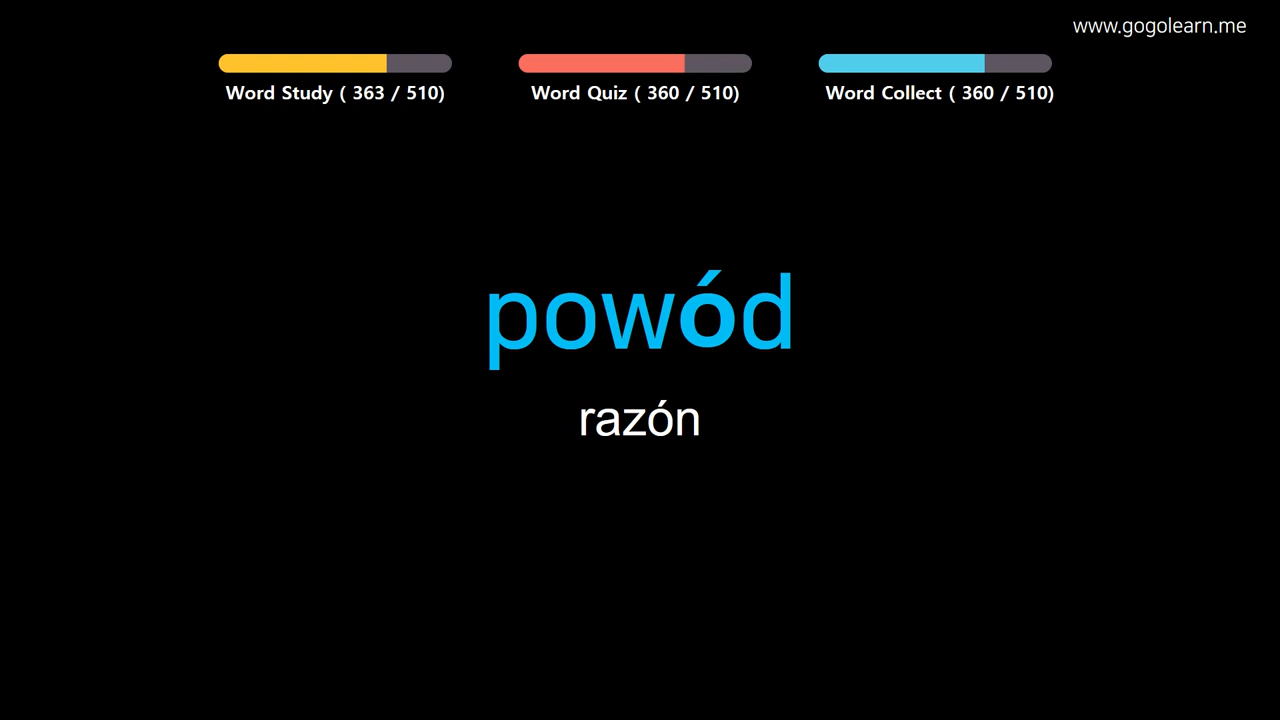 www.gogolearn.me
Word Study ( 363 / 510)
Word Quiz ( 360 / 510)
Word Collect ( 360 / 510)
powód
razón